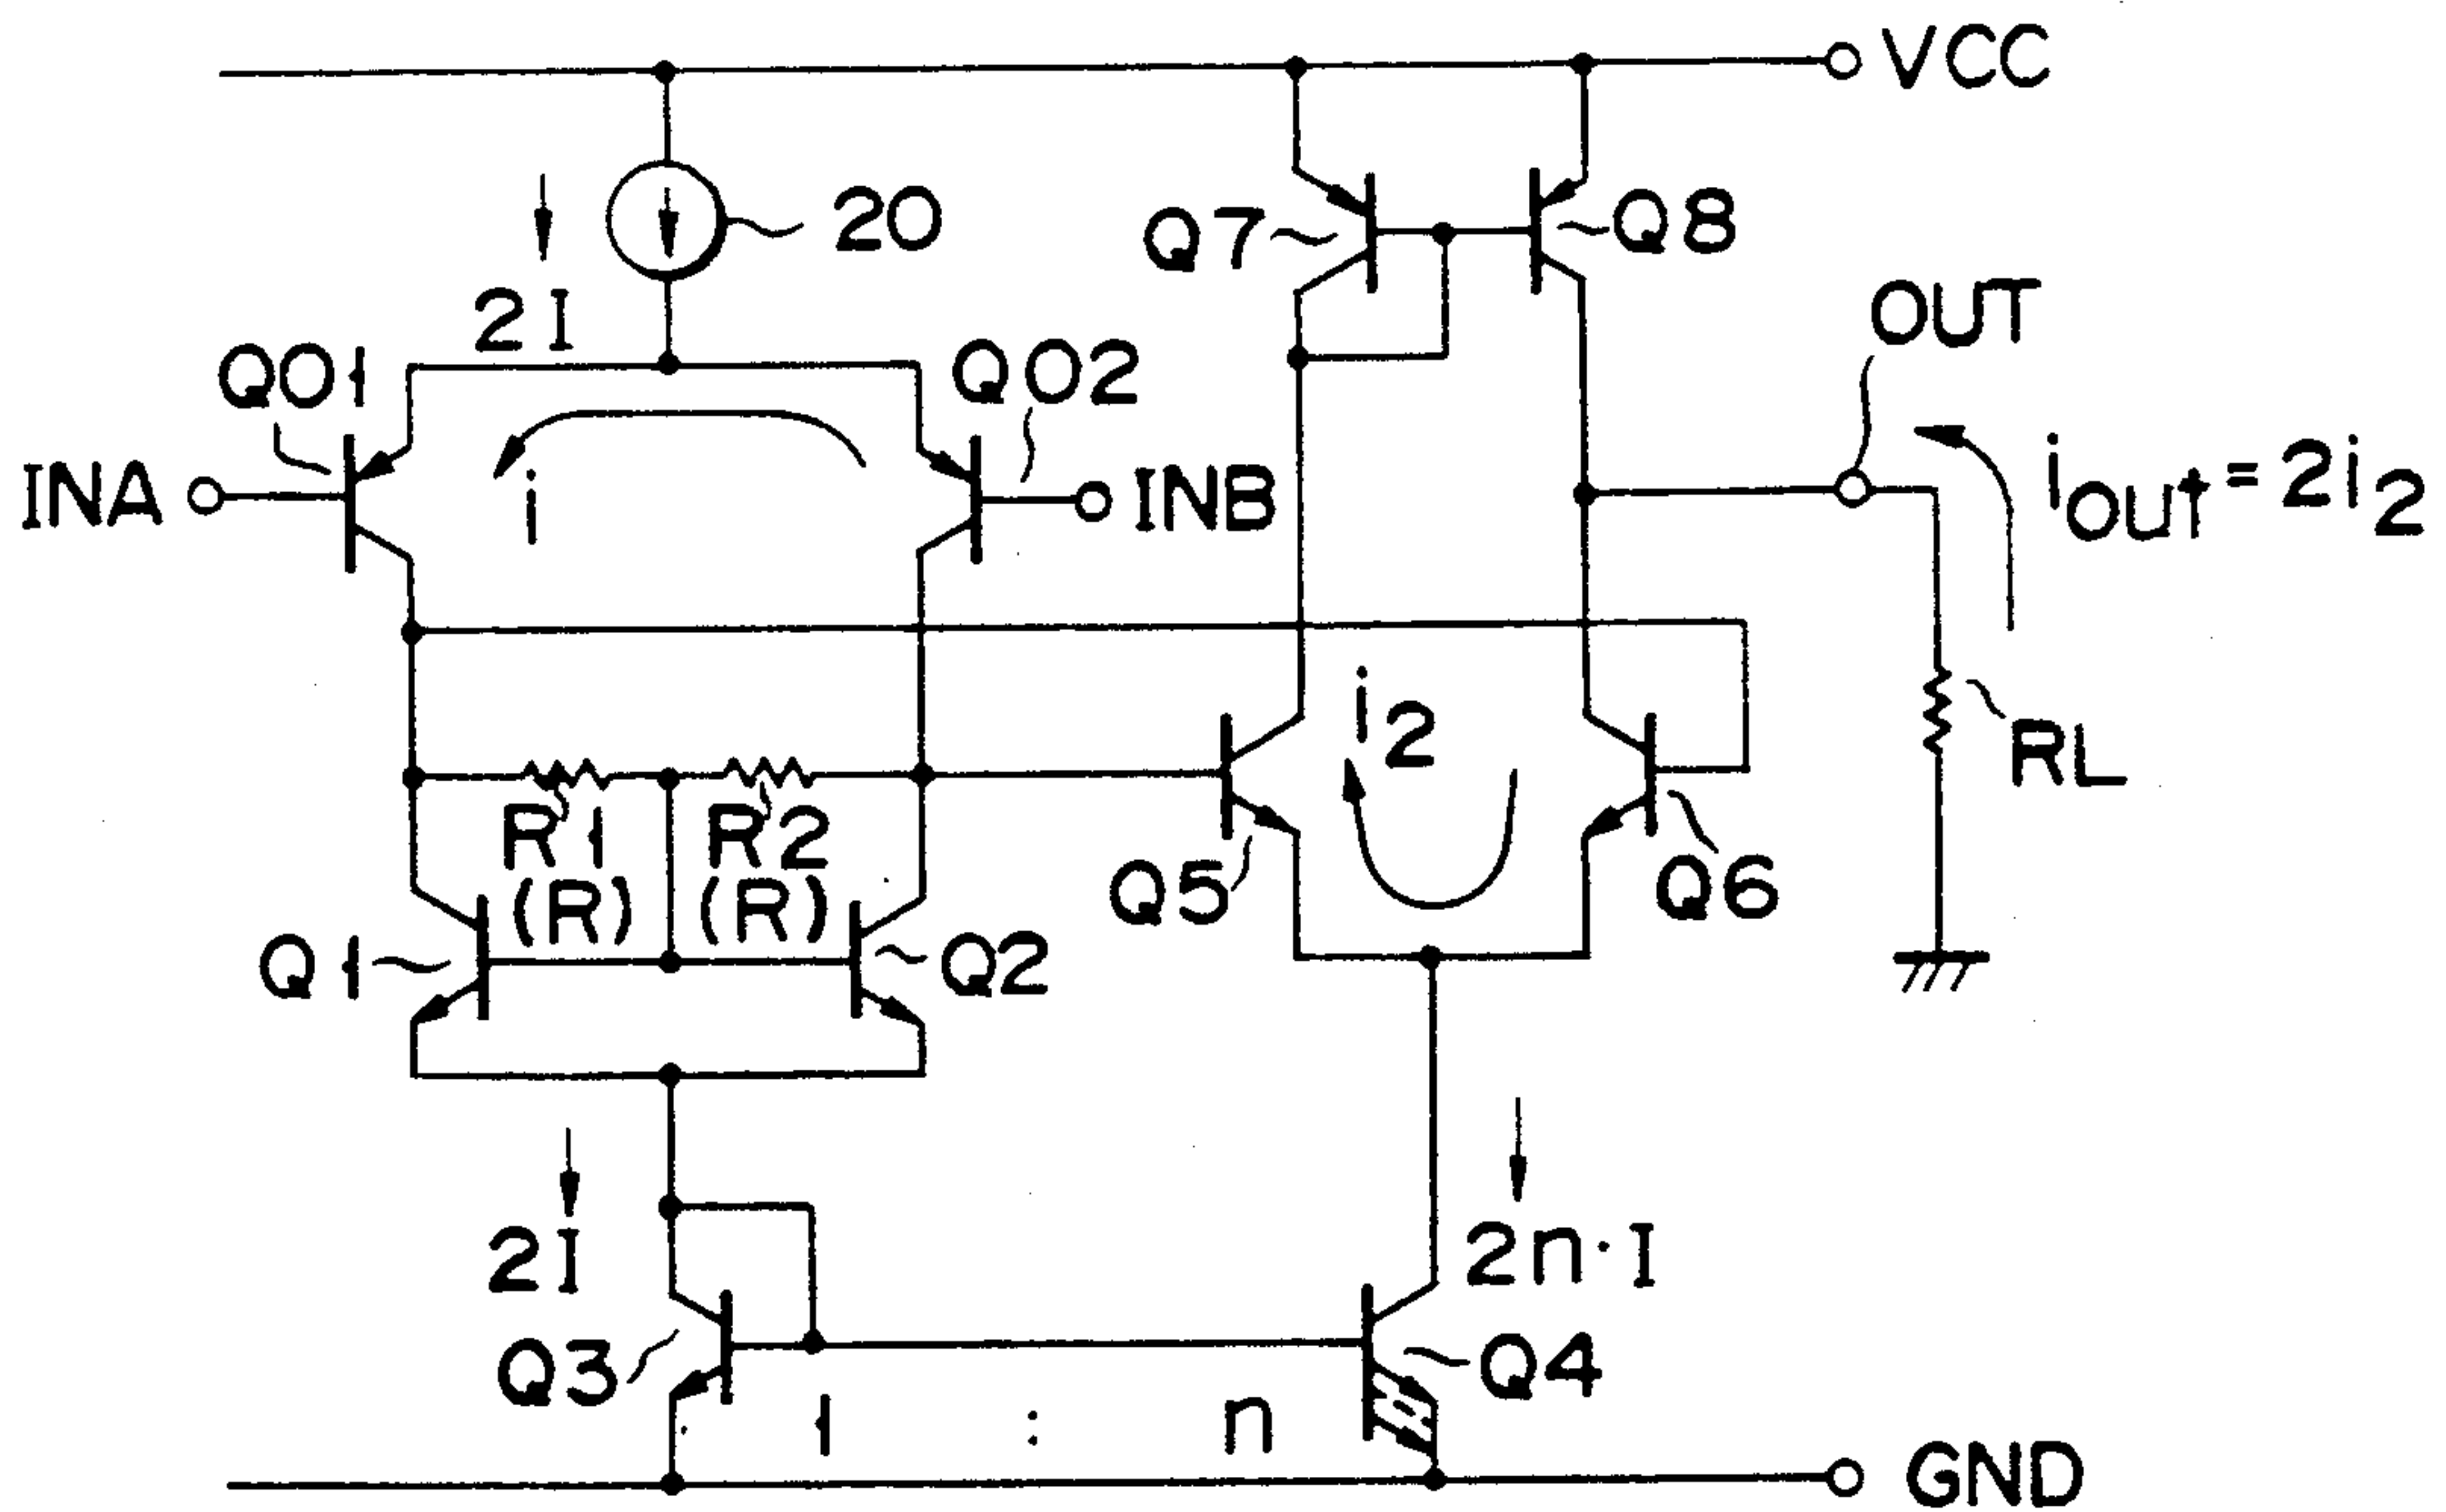 VCC
20
Q7
Q8
2I
OUT
Q01
Q02
iout=2i2
INA
i
INB
i2
RL
R1
(R)
R2
(R)
Q5
Q6
Q1
Q2
2I
2n·I
Q3
Q4
1 : n
GND